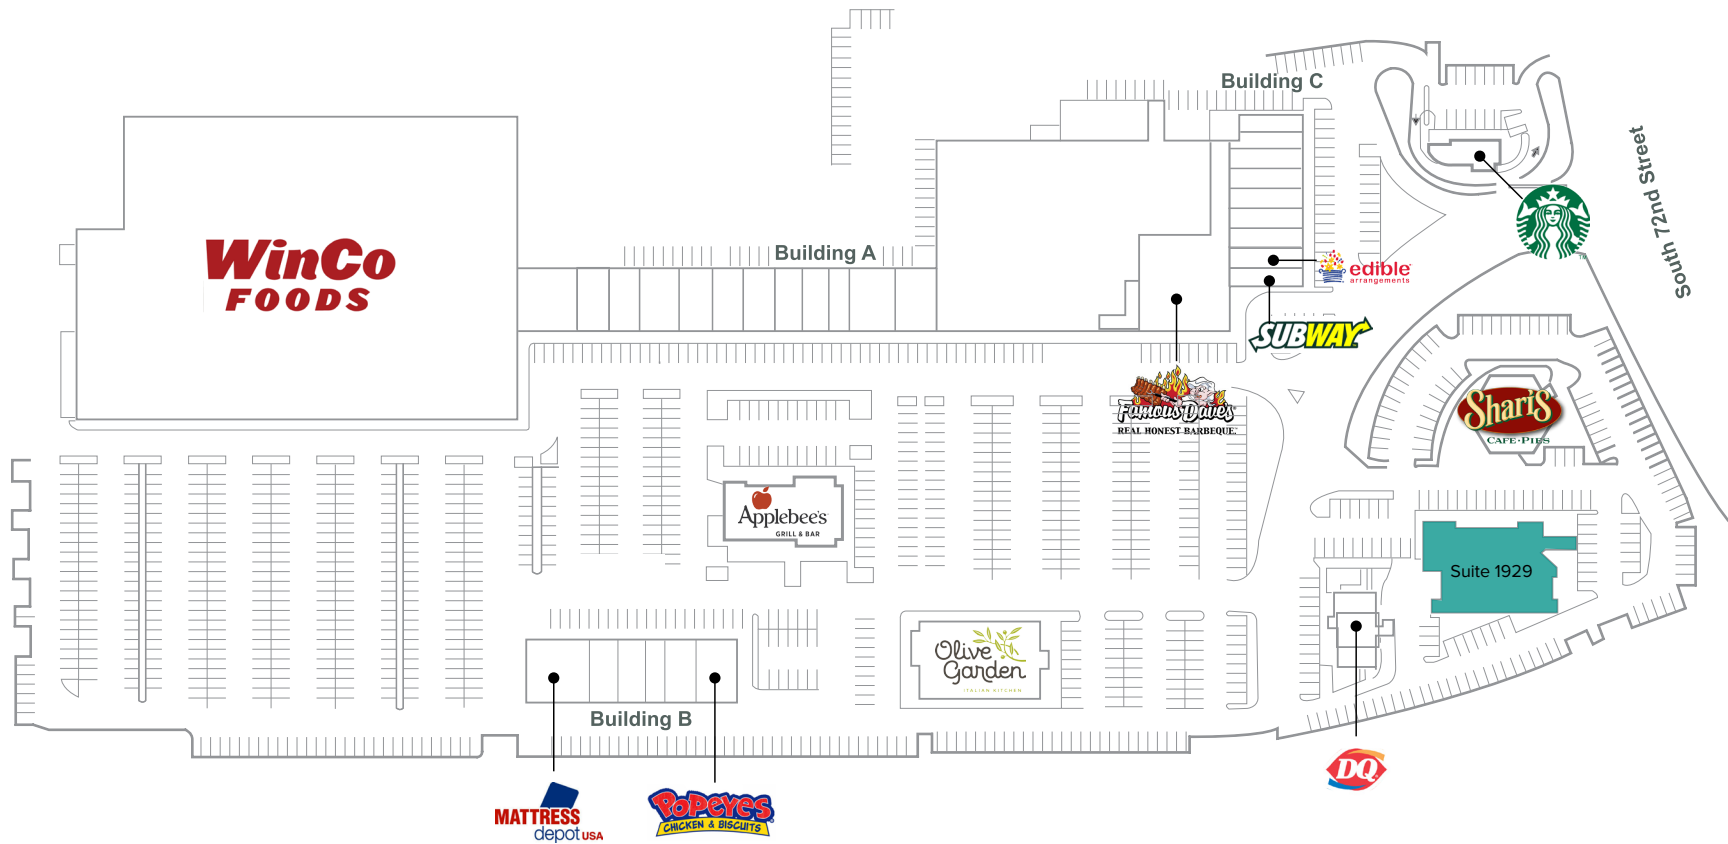 Building C
South 72nd Street
WinCo
FOODS
Building A
edible
arrangements
SUBWAY
Famous Dave's
REAL HONEST BARBEQUE
Shari's
CAFE • PIES
Applebee's
GRILL & BAR
Suite 1929
Olive
Garden
ITALIAN KITCHEN
Building B
DQ
MATTRESS
depot USA
POPEYES
CHICKEN & BISCUITS